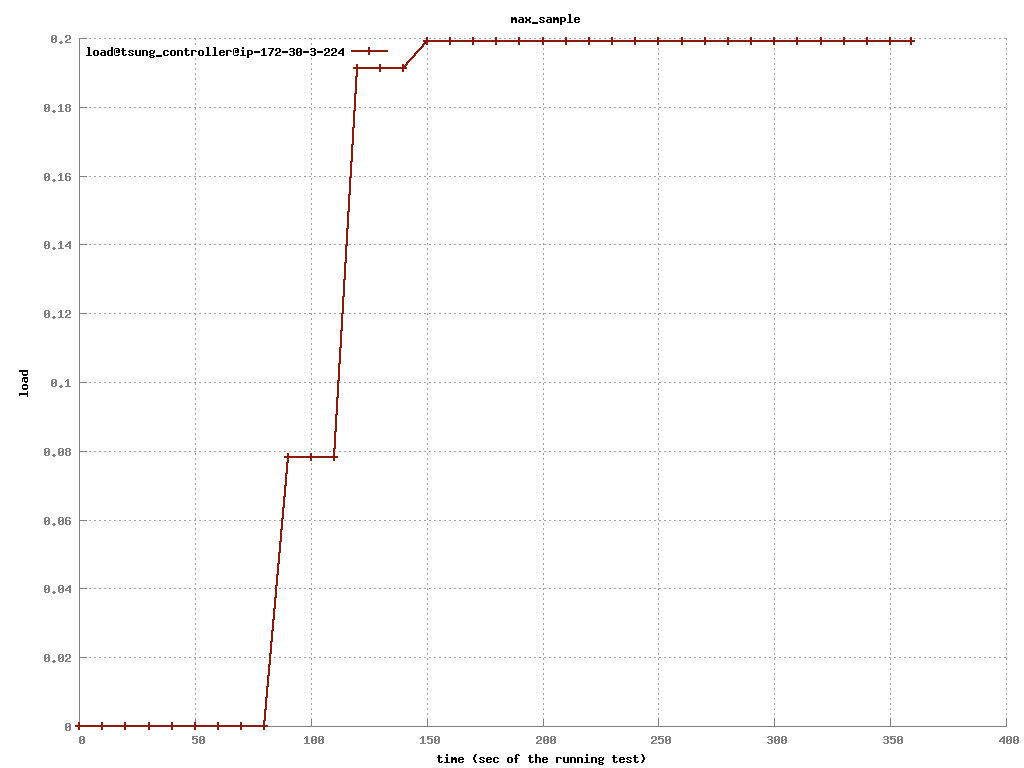 max_sample
load@tsung_controller@ip-172-30-3-224
0.2
0.18
0.16
0.14
0.12
0.1
0.08
0.06
0.04
0.02
0
load
0 50 100 150 200 250 300 350 400
time (sec of the running test)